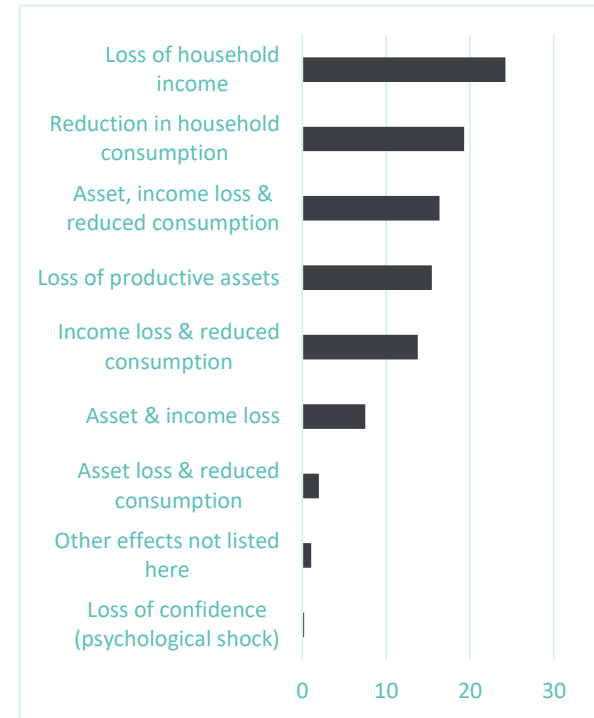 Loss of household
income
Reduction in household
consumption
Asset, income loss &
reduced consumption
Loss of productive assets
Income loss & reduced
consumption
Asset & income loss
Asset loss & reduced
consumption
Other effects not listed
here
Loss of confidence
(psychological shock)
0 10 20 30